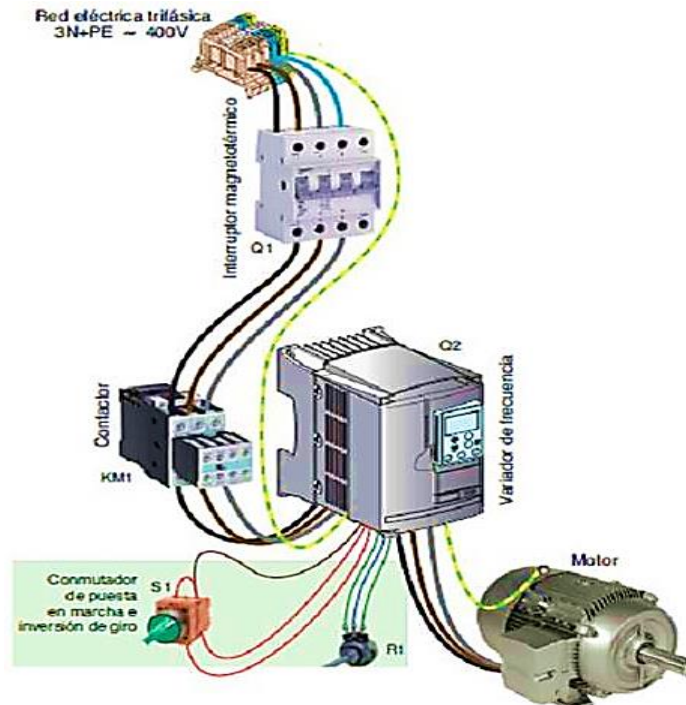 Red eléctrica trifásica
3N+PE ~ 400V
Interruptor magnetotérmico
Q1
Q2
Contactor
KM1
Variador de frecuencia
Motor
Conmutador
de puesta
en marcha e
inversión de giro
S1
R1